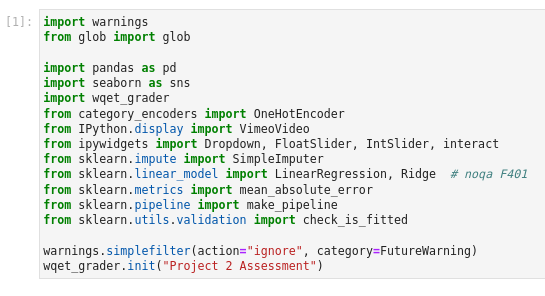 [1]: import warnings
from glob import glob
import pandas as pd
import seaborn as sns
import wqet_grader
from category_encoders import OneHotEncoder
from IPython.display import VimeoVideo
from ipywidgets import Dropdown, FloatSlider, IntSlider, interact
from sklearn.impute import SimpleImputer
from sklearn.linear_model import LinearRegression, Ridge  # noqa F401
from sklearn.metrics import mean_absolute_error
from sklearn.pipeline import make_pipeline
from sklearn.utils.validation import check_is_fitted
warnings.simplefilter(action="ignore", category=FutureWarning)
wqet_grader.init("Project 2 Assessment")